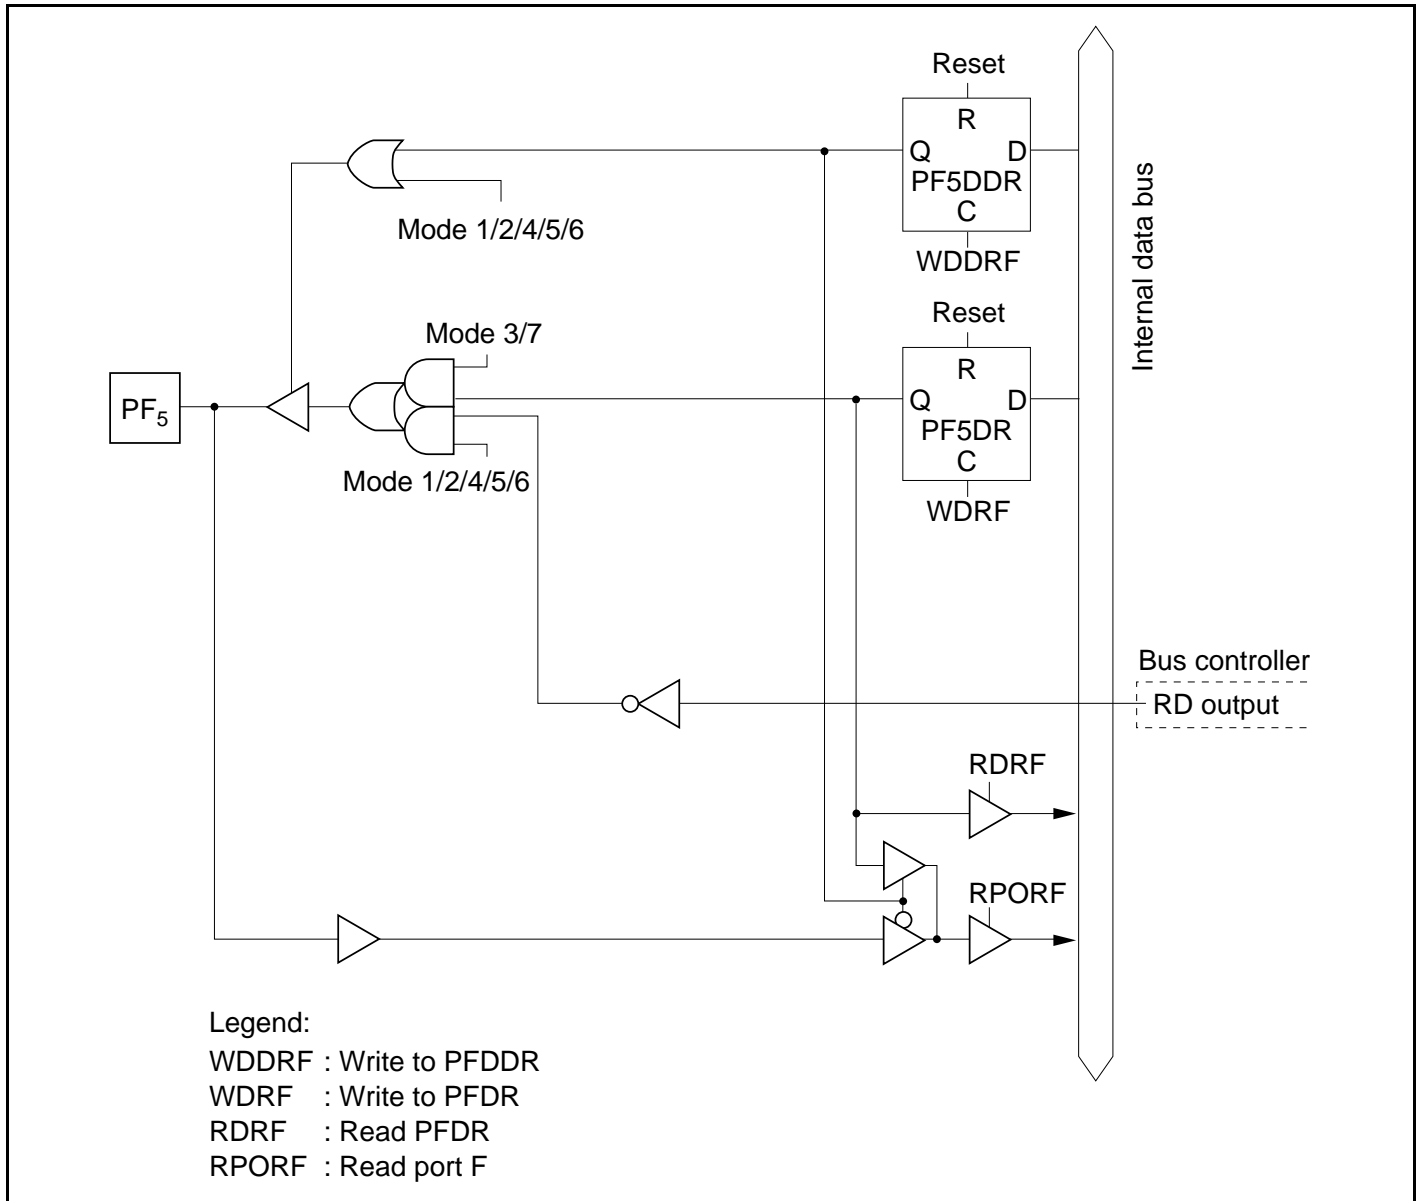 Reset
R
Q D
PF5DDR
C
WDDRF
Mode 1/2/4/5/6
Internal data bus
Reset
R
Q D
PF5DR
C
WDRF
Mode 3/7
PF5
Mode 1/2/4/5/6
Bus controller
RD output
RDRF
RPORF
Legend:
WDDRF : Write to PFDDR
WDRF : Write to PFDR
RDRF : Read PFDR
RPORF : Read port F